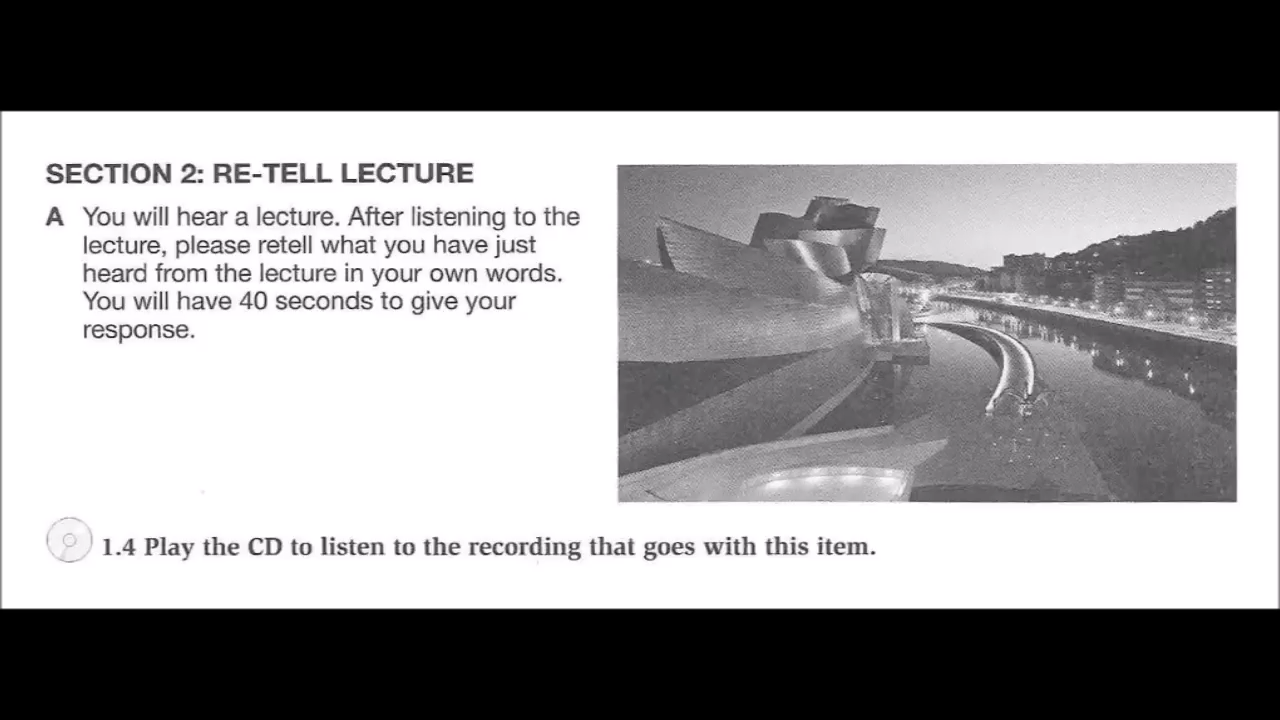 SECTION 2: RE-TELL LECTURE
A You will hear a lecture. After listening to the
lecture, please retell what you have just
heard from the lecture in your own words.
You will have 40 seconds to give your
response.
1.4 Play the CD to listen to the recording that goes with this item.